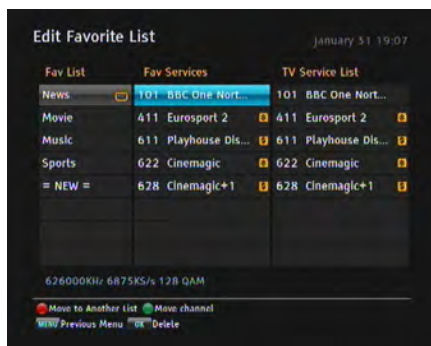 Edit Favorite List
January 31 19:07
Fav List Fav Services TV Service List
News 101 BBC One Nort... 101 BBC One Nort...
Movie 411 Eurosport 2 $ 411 Eurosport 2 $
Music 611 Playhouse Dis... $ 611 Playhouse Dis... $
Sports 622 Cinemagic $ 622 Cinemagic $
= NEW = 628 Cinemagic+1 $ 628 Cinemagic+1 $
626000KHz 6875KS/s 128 QAM
Move to Another List Move channel
MENU Previous Menu OK Delete